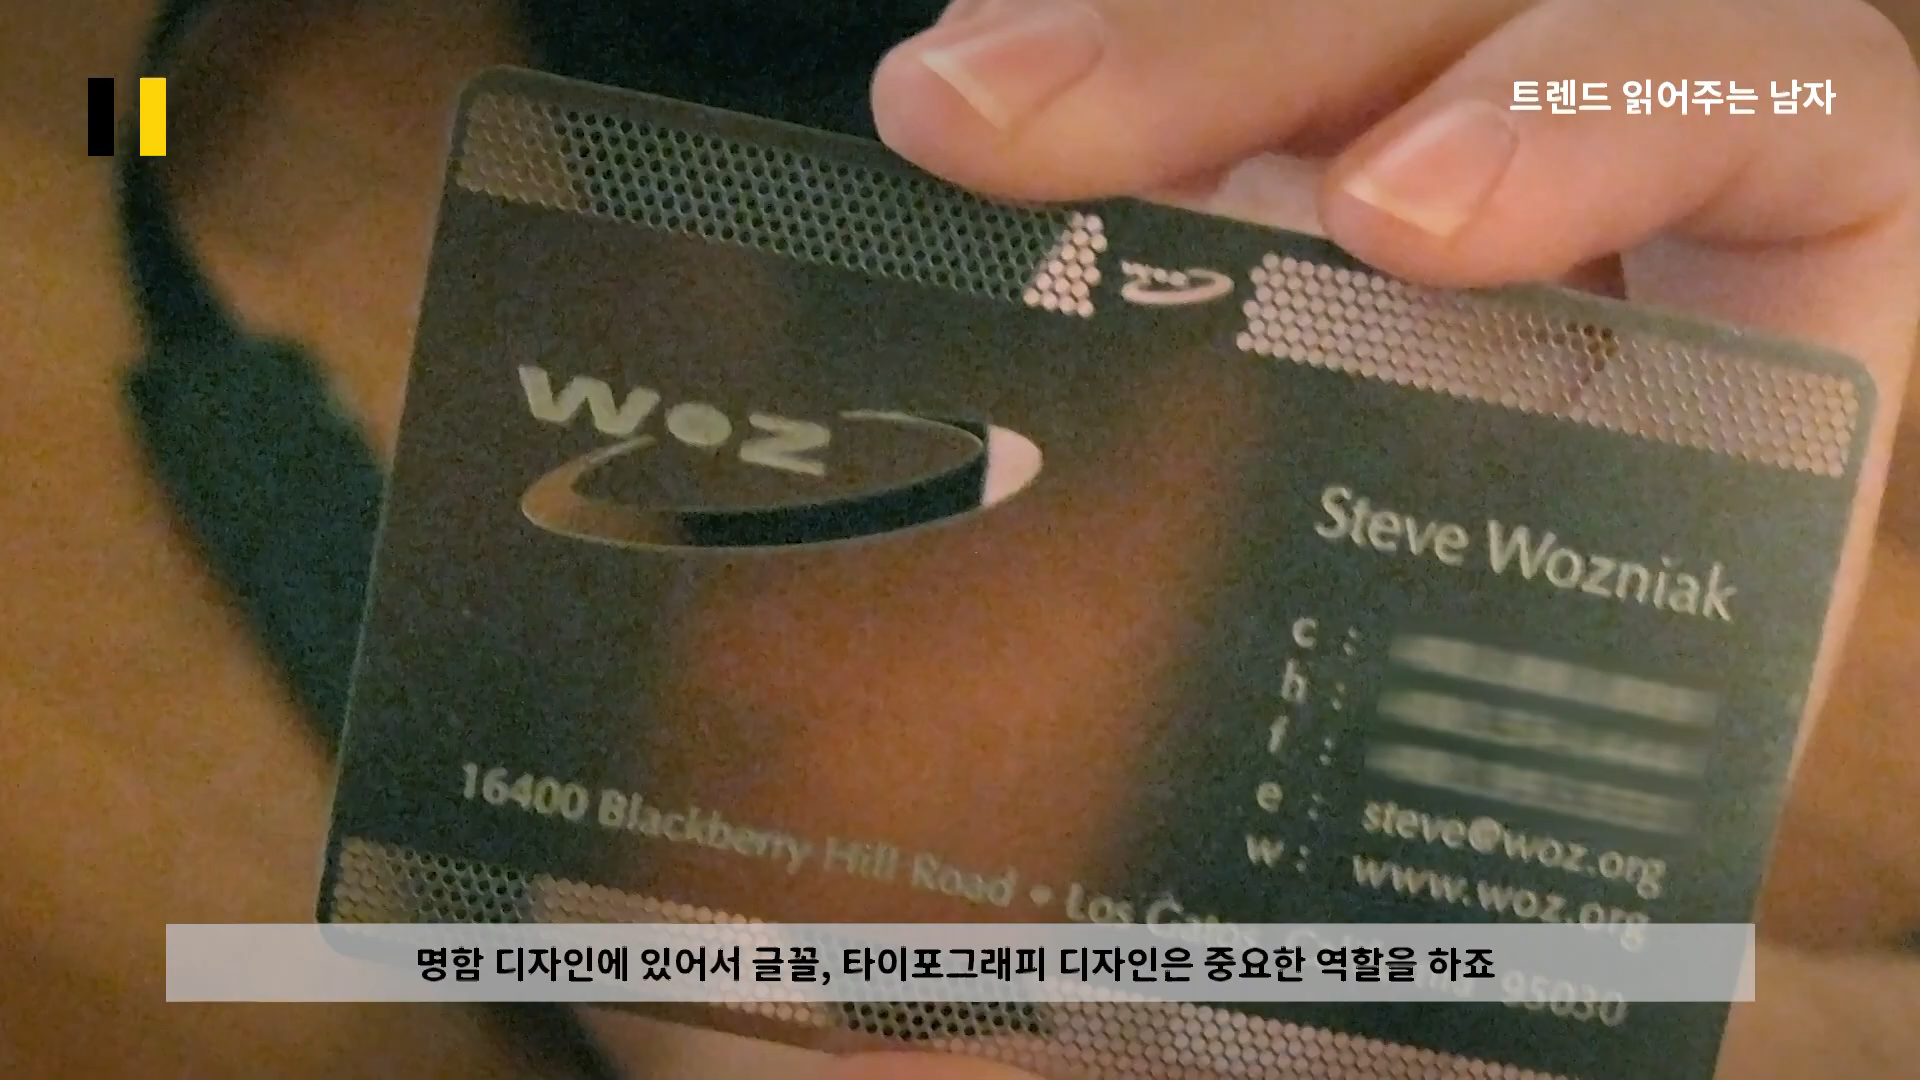 트렌드 읽어주는 남자
woz
Steve Wozniak
c :
h :
f :
e : steve@woz.org
w : www.woz.org
16400 Blackberry Hill Road • Los Gatos, 95030
명함 디자인에 있어서 글꼴, 타이포그래피 디자인은 중요한 역할을 하죠